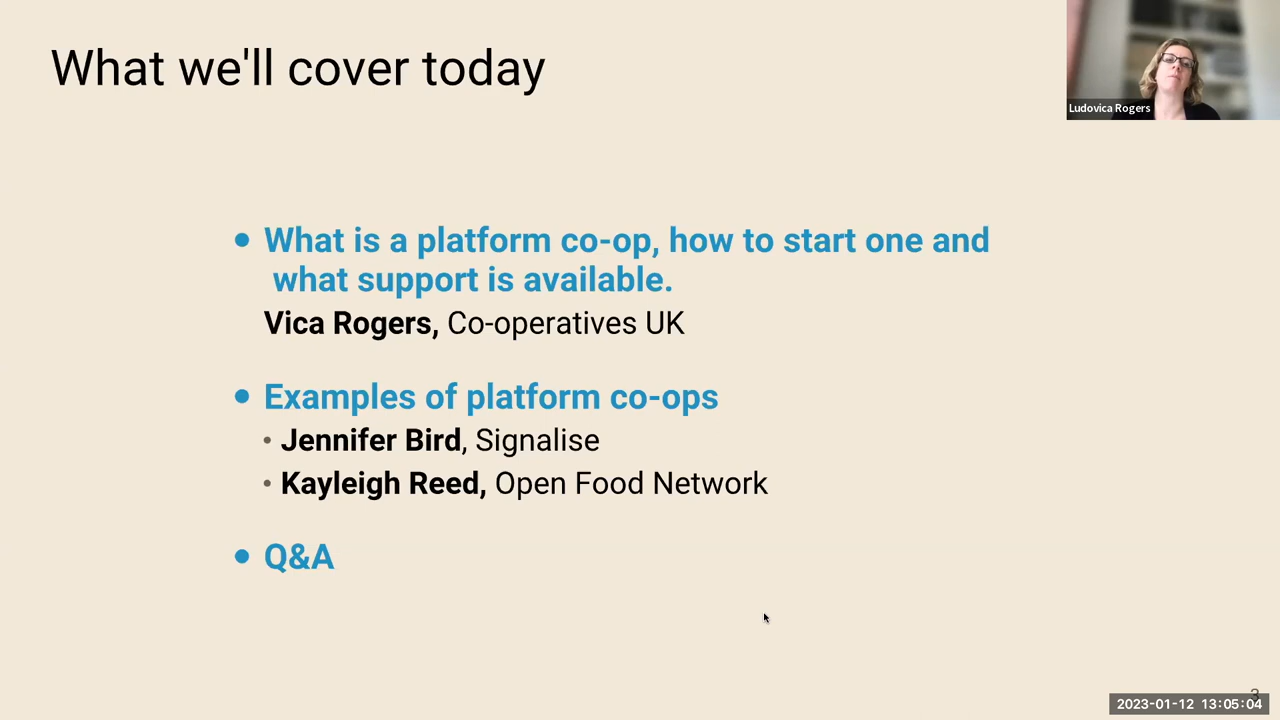 What we'll cover today
Ludovica Rogers
• What is a platform co-op, how to start one and
what support is available.
Vica Rogers, Co-operatives UK
• Examples of platform co-ops
• Jennifer Bird, Signalise
• Kayleigh Reed, Open Food Network
• Q&A
3
2023-01-12 13:05:04